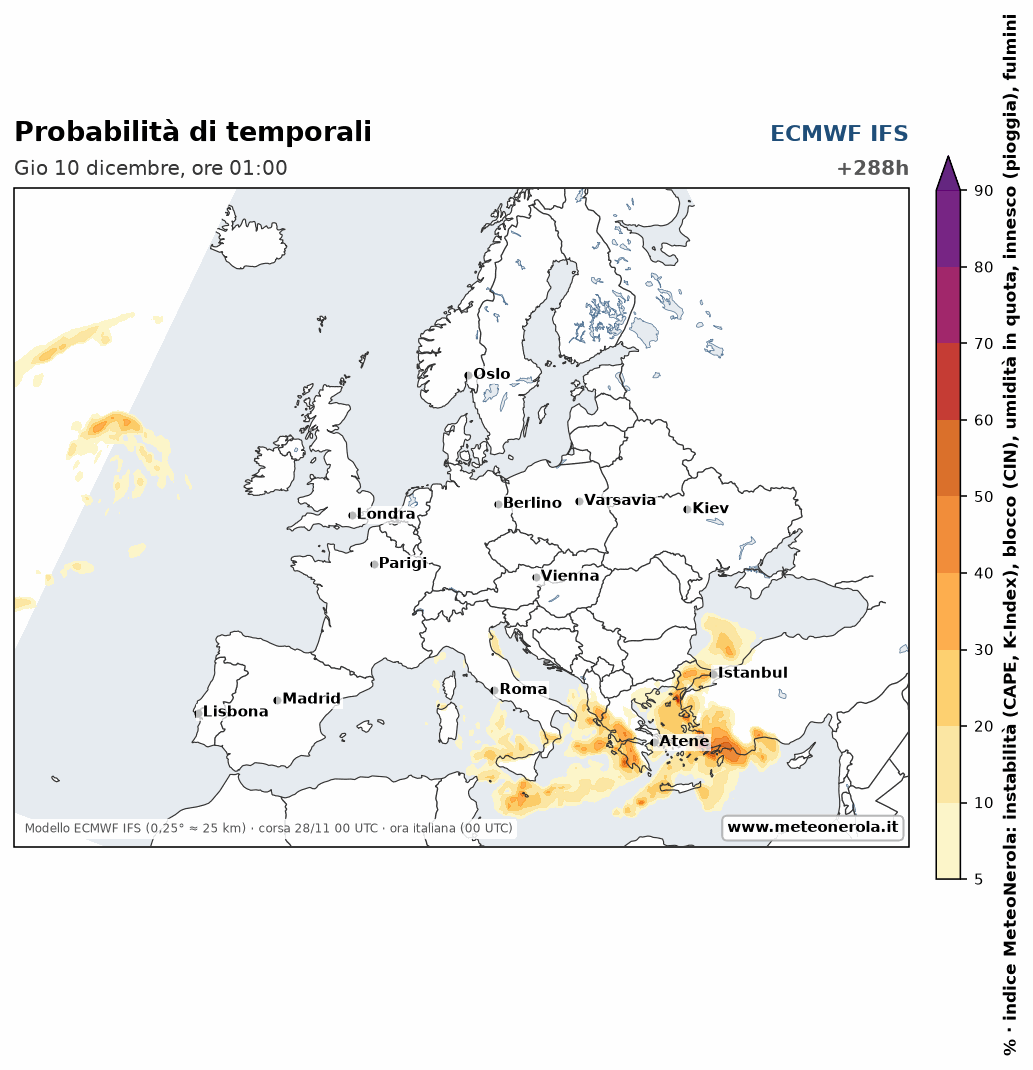 Probabilità di temporali
ECMWF IFS
Gio 10 dicembre, ore 01:00
+288h
Oslo
Londra
Berlino
Varsavia
Kiev
Parigi
Vienna
Istanbul
Roma
Madrid
Lisbona
Atene
Modello ECMWF IFS (0,25° ≈ 25 km) · corsa 28/11 00 UTC · ora italiana (00 UTC)
www.meteonerola.it
90
80
70
60
50
40
30
20
10
5
% · indice MeteoNerola: instabilità (CAPE, K-Index), blocco (CIN), umidità in quota, innesco (pioggia), fulmini